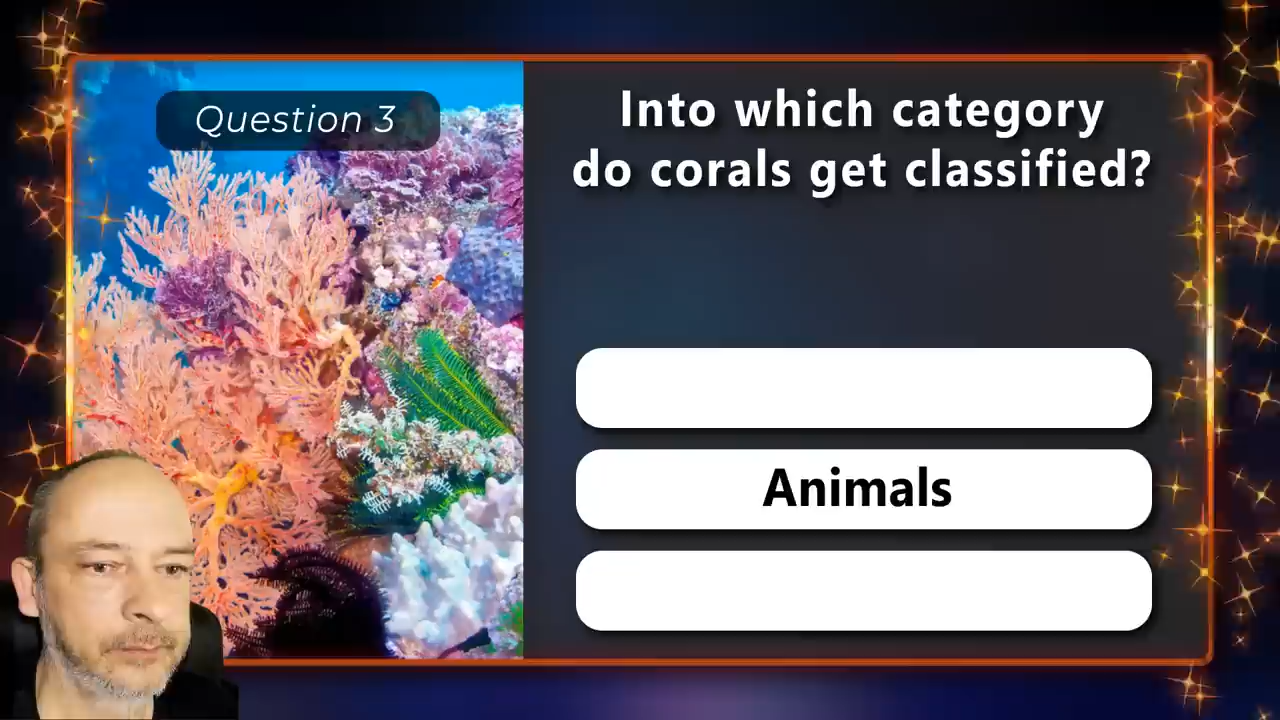 Question 3
Into which category
do corals get classified?
Animals